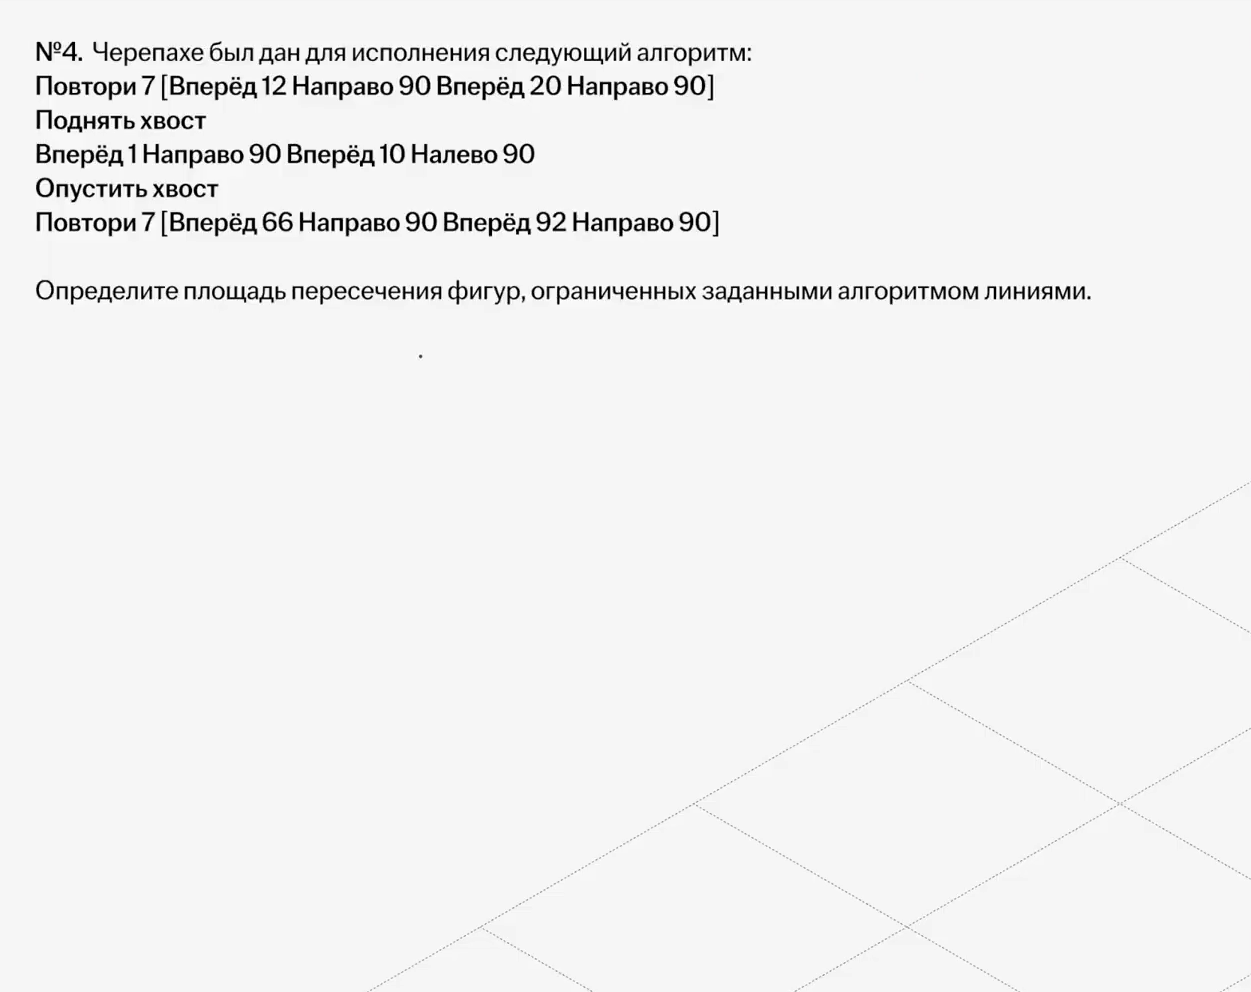 №4. Черепахе был дан для исполнения следующий алгоритм:
Повтори 7 [Вперёд 12 Направо 90 Вперёд 20 Направо 90]
Поднять хвост
Вперёд 1 Направо 90 Вперёд 10 Налево 90
Опустить хвост
Повтори 7 [Вперёд 66 Направо 90 Вперёд 92 Направо 90]
Определите площадь пересечения фигур, ограниченных заданными алгоритмом линиями.